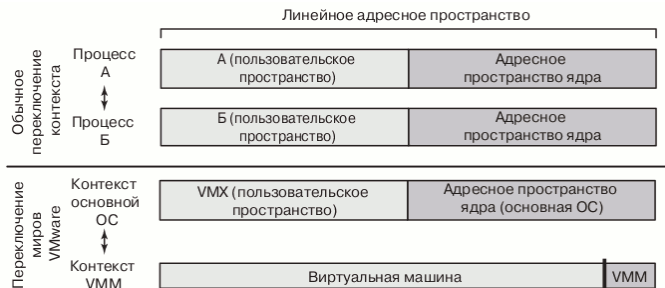 Линейное адресное пространство
Обычное
переключение
контекста
Процесс
А
А (пользовательское
пространство)
Адресное
пространство ядра
Процесс
Б
Б (пользовательское
пространство)
Адресное
пространство ядра
Переключение
миров
VMware
Контекст
основной
ОС
VMX (пользовательское
пространство)
Адресное пространство
ядра (основная ОС)
Контекст
VMM
Виртуальная машина
VMM